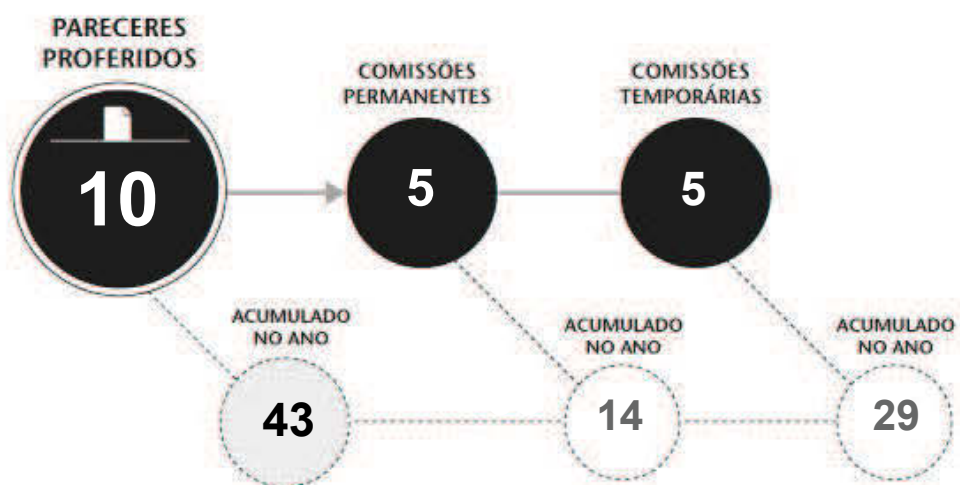 PARECERES
PROFERIDOS
10
COMISSÕES
PERMANENTES
5
COMISSÕES
TEMPORÁRIAS
5
ACUMULADO
NO ANO
43
ACUMULADO
NO ANO
14
ACUMULADO
NO ANO
29